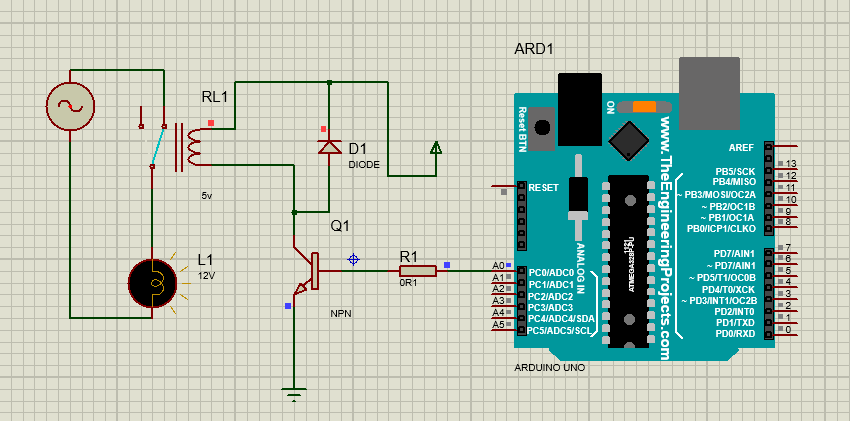 ARD1
RL1
5v
D1
DIODE
Q1
NPN
R1
0R1
L1
12V
Reset BTN
ON
www.TheEngineeringProjects.com
ANALOG IN
ATMEGA328P-PU
1121
RESET
A0
A1
A2
A3
A4
A5
PC0/ADC0
PC1/ADC1
PC2/ADC2
PC3/ADC3
PC4/ADC4/SDA
PC5/ADC5/SCL
AREF
PB5/SCK 13
PB4/MISO 12
~ PB3/MOSI/OC2A 11
~ PB2/OC1B 10
~ PB1/OC1A 9
PB0/ICP1/CLKO 8
PD7/AIN1 7
~ PD7/AIN1 6
~ PD5/T1/OC0B 5
PD4/T0/XCK 4
~ PD3/INT1/OC2B 3
PD2/INT0 2
PD1/TXD 1
PD0/RXD 0
ARDUINO UNO